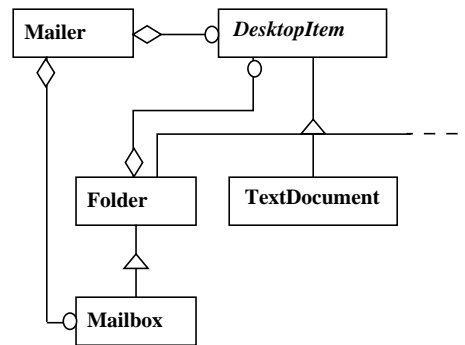 Mailer
DesktopItem
Folder
TextDocument
Mailbox